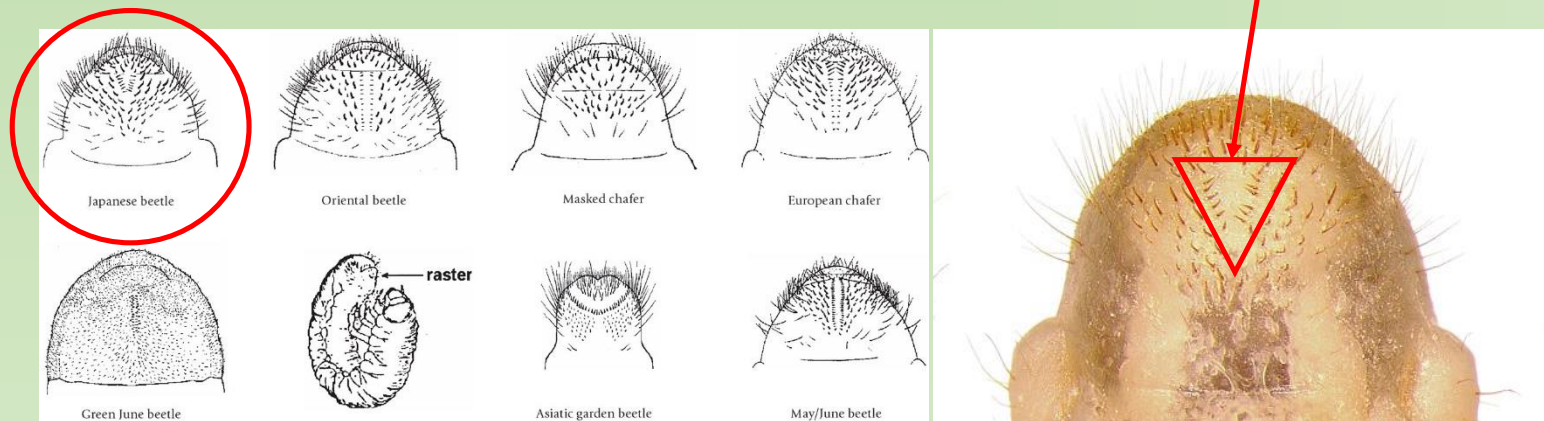 Japanese beetle
Oriental beetle
Masked chafer
European chafer
raster
Green June beetle
Asiatic garden beetle
May/June beetle